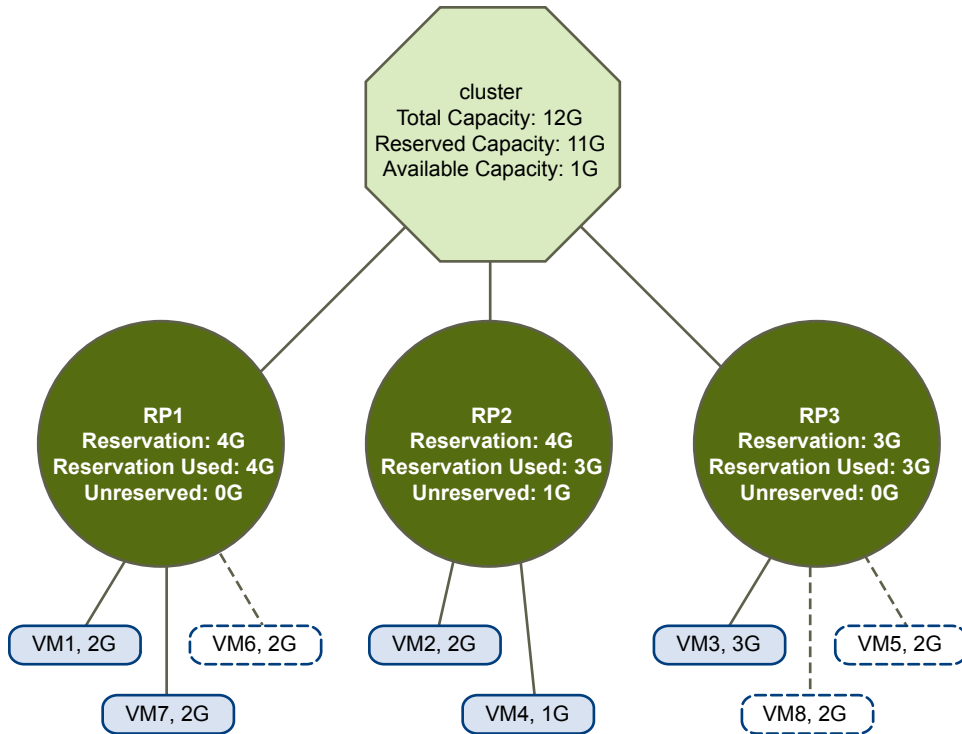 cluster
Total Capacity: 12G
Reserved Capacity: 11G
Available Capacity: 1G
RP1
Reservation: 4G
Reservation Used: 4G
Unreserved: 0G
RP2
Reservation: 4G
Reservation Used: 3G
Unreserved: 1G
RP3
Reservation: 3G
Reservation Used: 3G
Unreserved: 0G
VM1, 2G
VM6, 2G
VM2, 2G
VM3, 3G
VM5, 2G
VM7, 2G
VM4, 1G
VM8, 2G